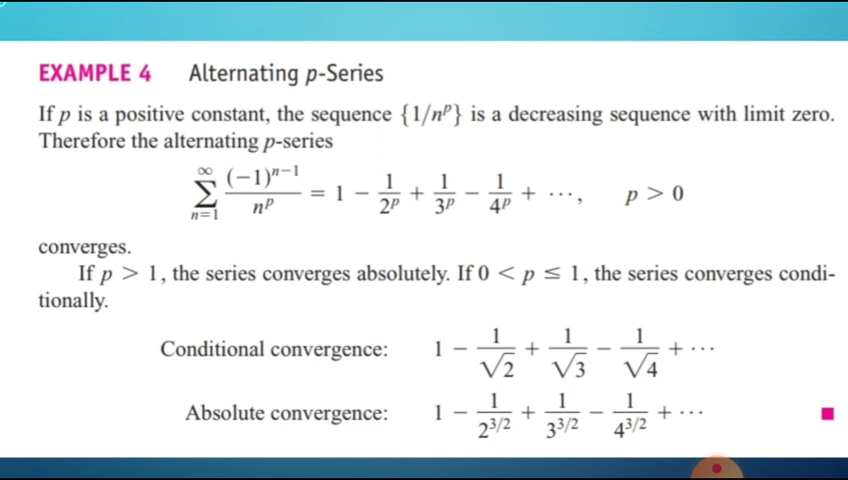 EXAMPLE 4 Alternating p-Series
If p is a positive constant, the sequence {1/nᵖ} is a decreasing sequence with limit zero.
Therefore the alternating p-series
∑_{n=1}^{∞} (−1)^{n−1}/n^p = 1 − 1/2^p + 1/3^p − 1/4^p + ⋯, p > 0
converges.
If p > 1, the series converges absolutely. If 0 < p ≤ 1, the series converges condi-
tionally.
Conditional convergence: 1 − 1/√2 + 1/√3 − 1/√4 + ⋯
Absolute convergence: 1 − 1/2^{3/2} + 1/3^{3/2} − 1/4^{3/2} + ⋯